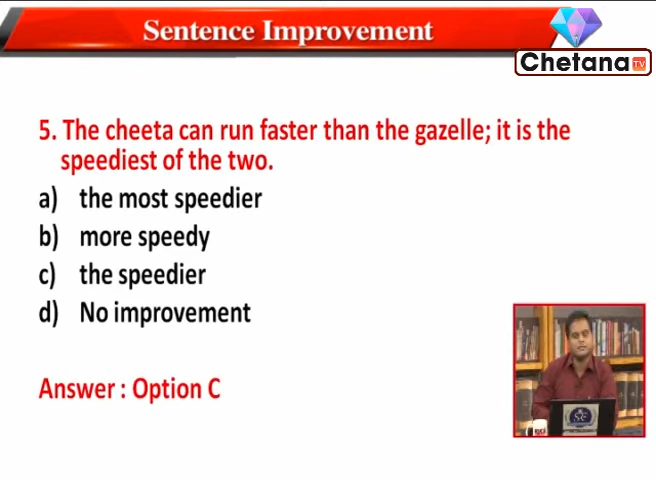 Sentence Improvement
Chetana TV
5. The cheeta can run faster than the gazelle; it is the
speediest of the two.
a) the most speedier
b) more speedy
c) the speedier
d) No improvement
Answer : Option C